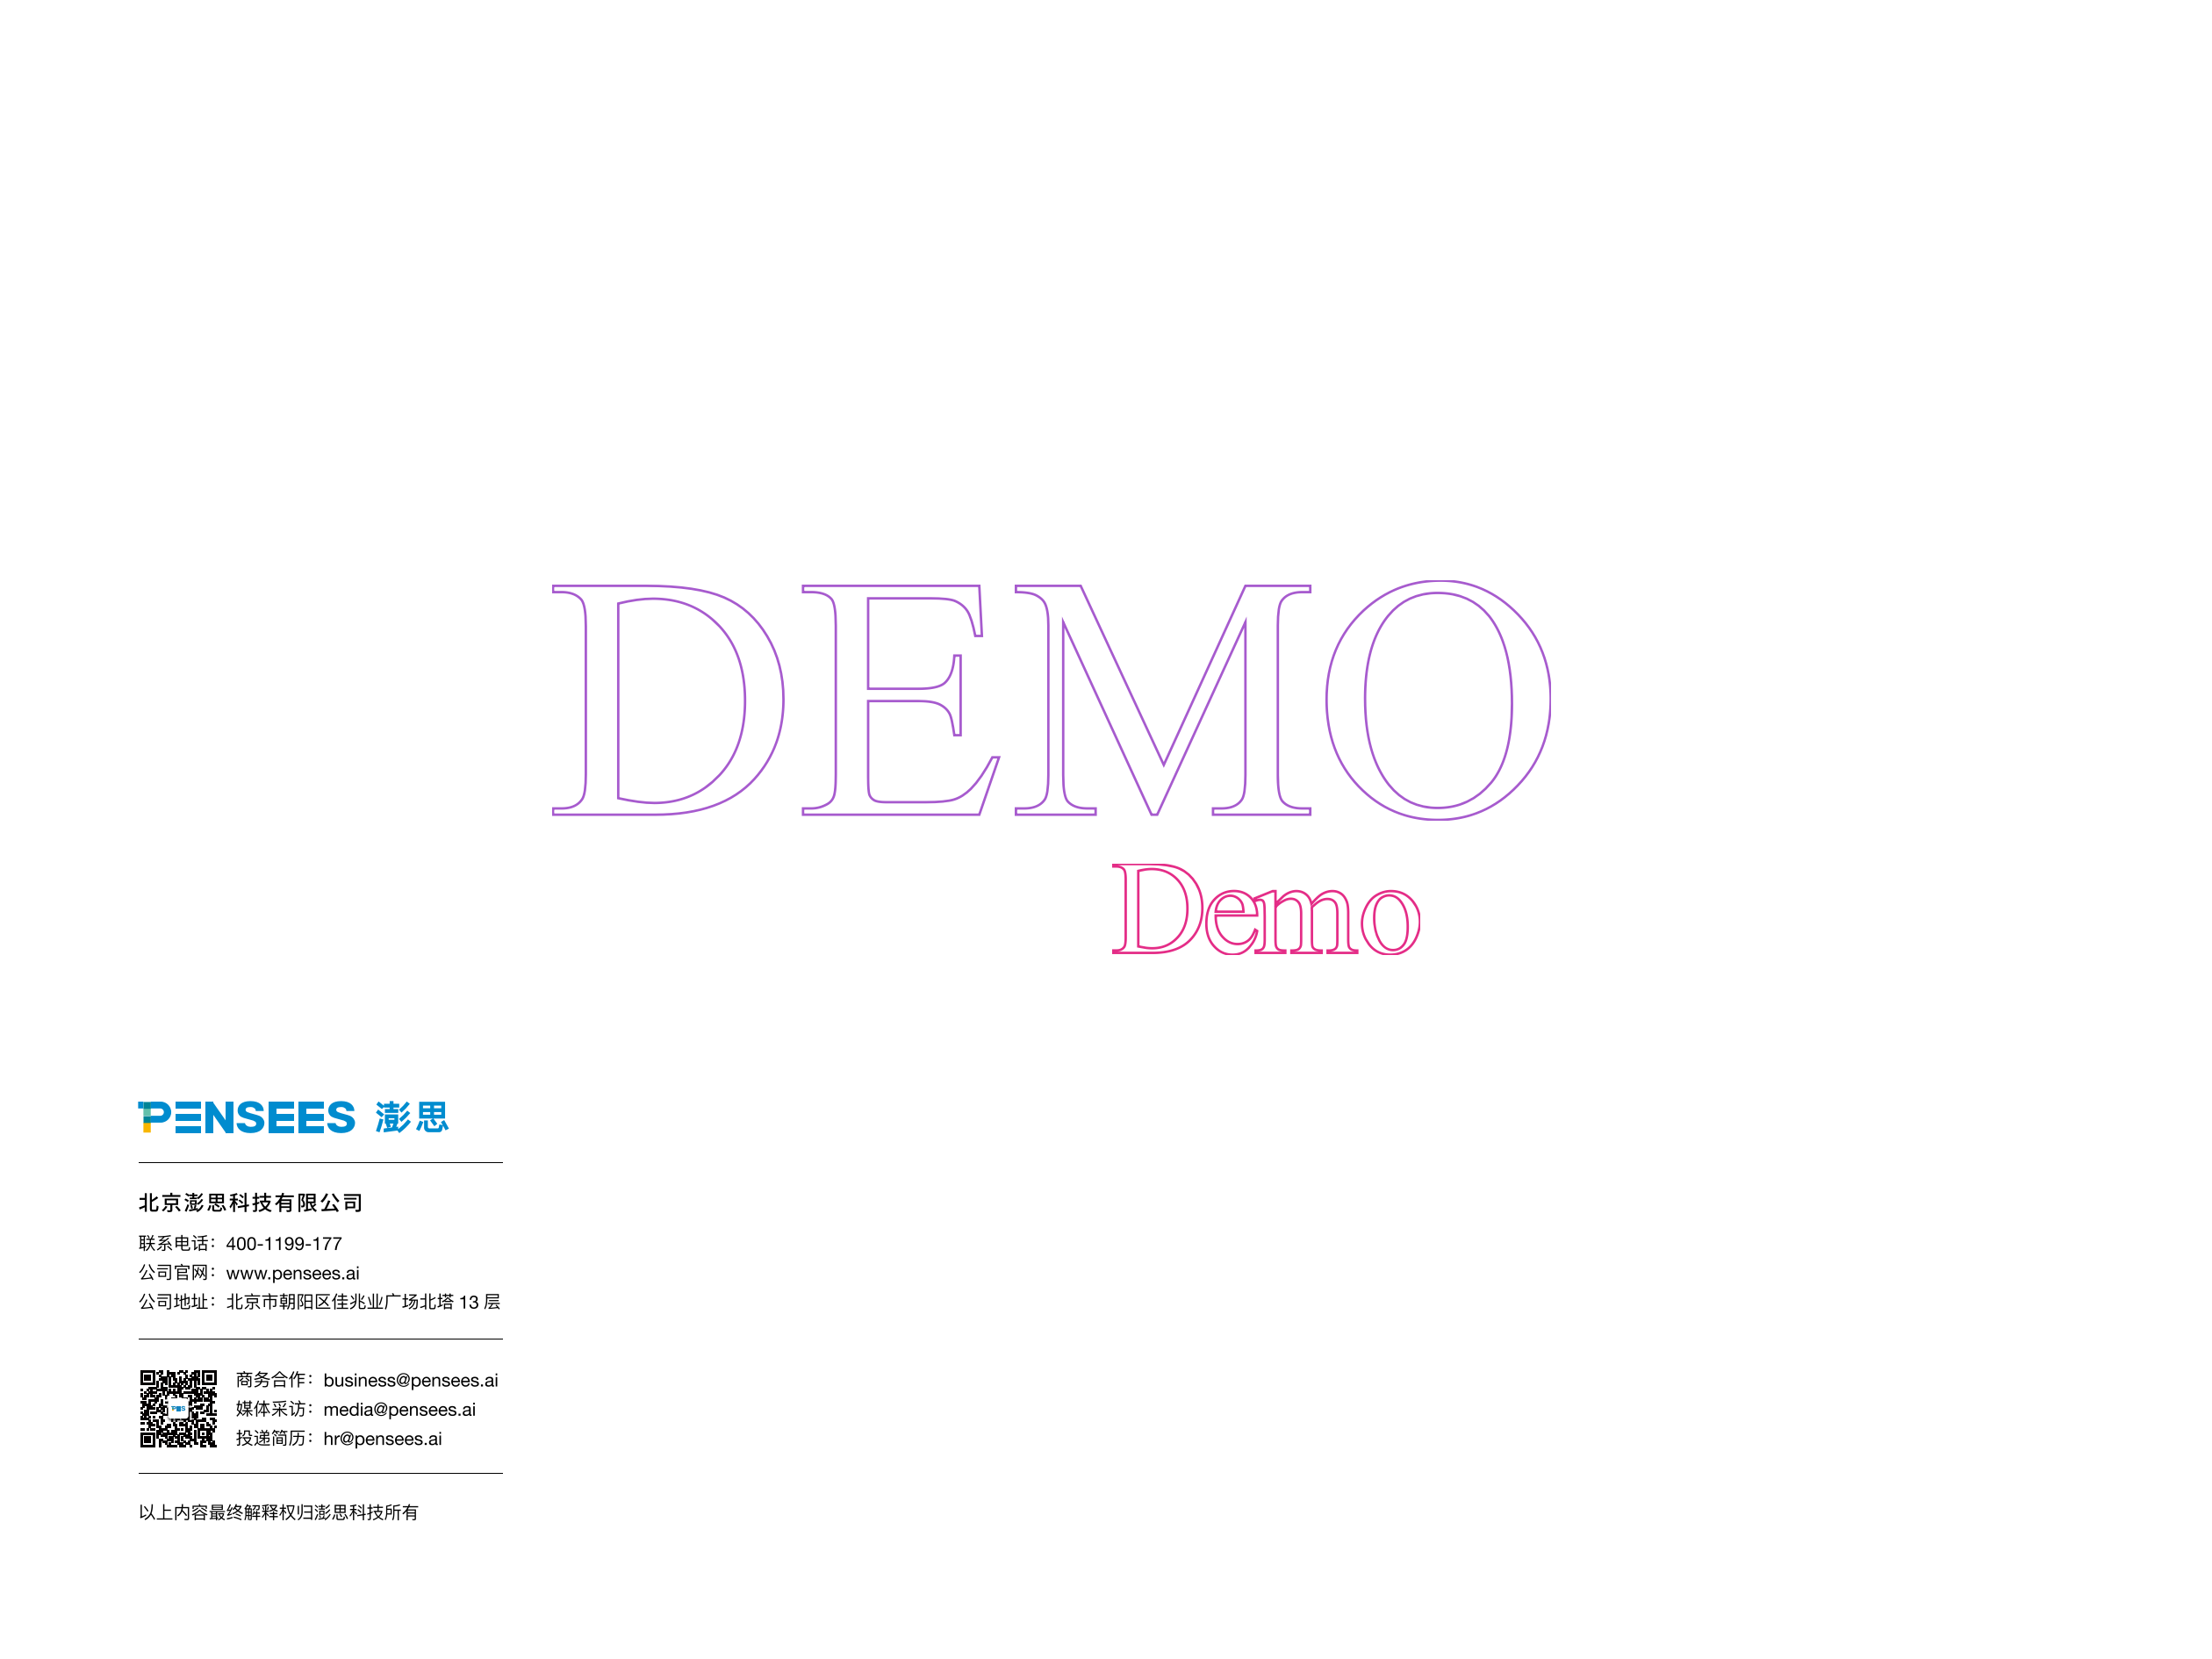 DEMO
Demo
PENSEES 澎思
北京澎思科技有限公司
联系电话：400-1199-177
公司官网：www.pensees.ai
公司地址：北京市朝阳区佳兆业广场北塔 13 层
商务合作：business@pensees.ai
媒体采访：media@pensees.ai
投递简历：hr@pensees.ai
以上内容最终解释权归澎思科技所有